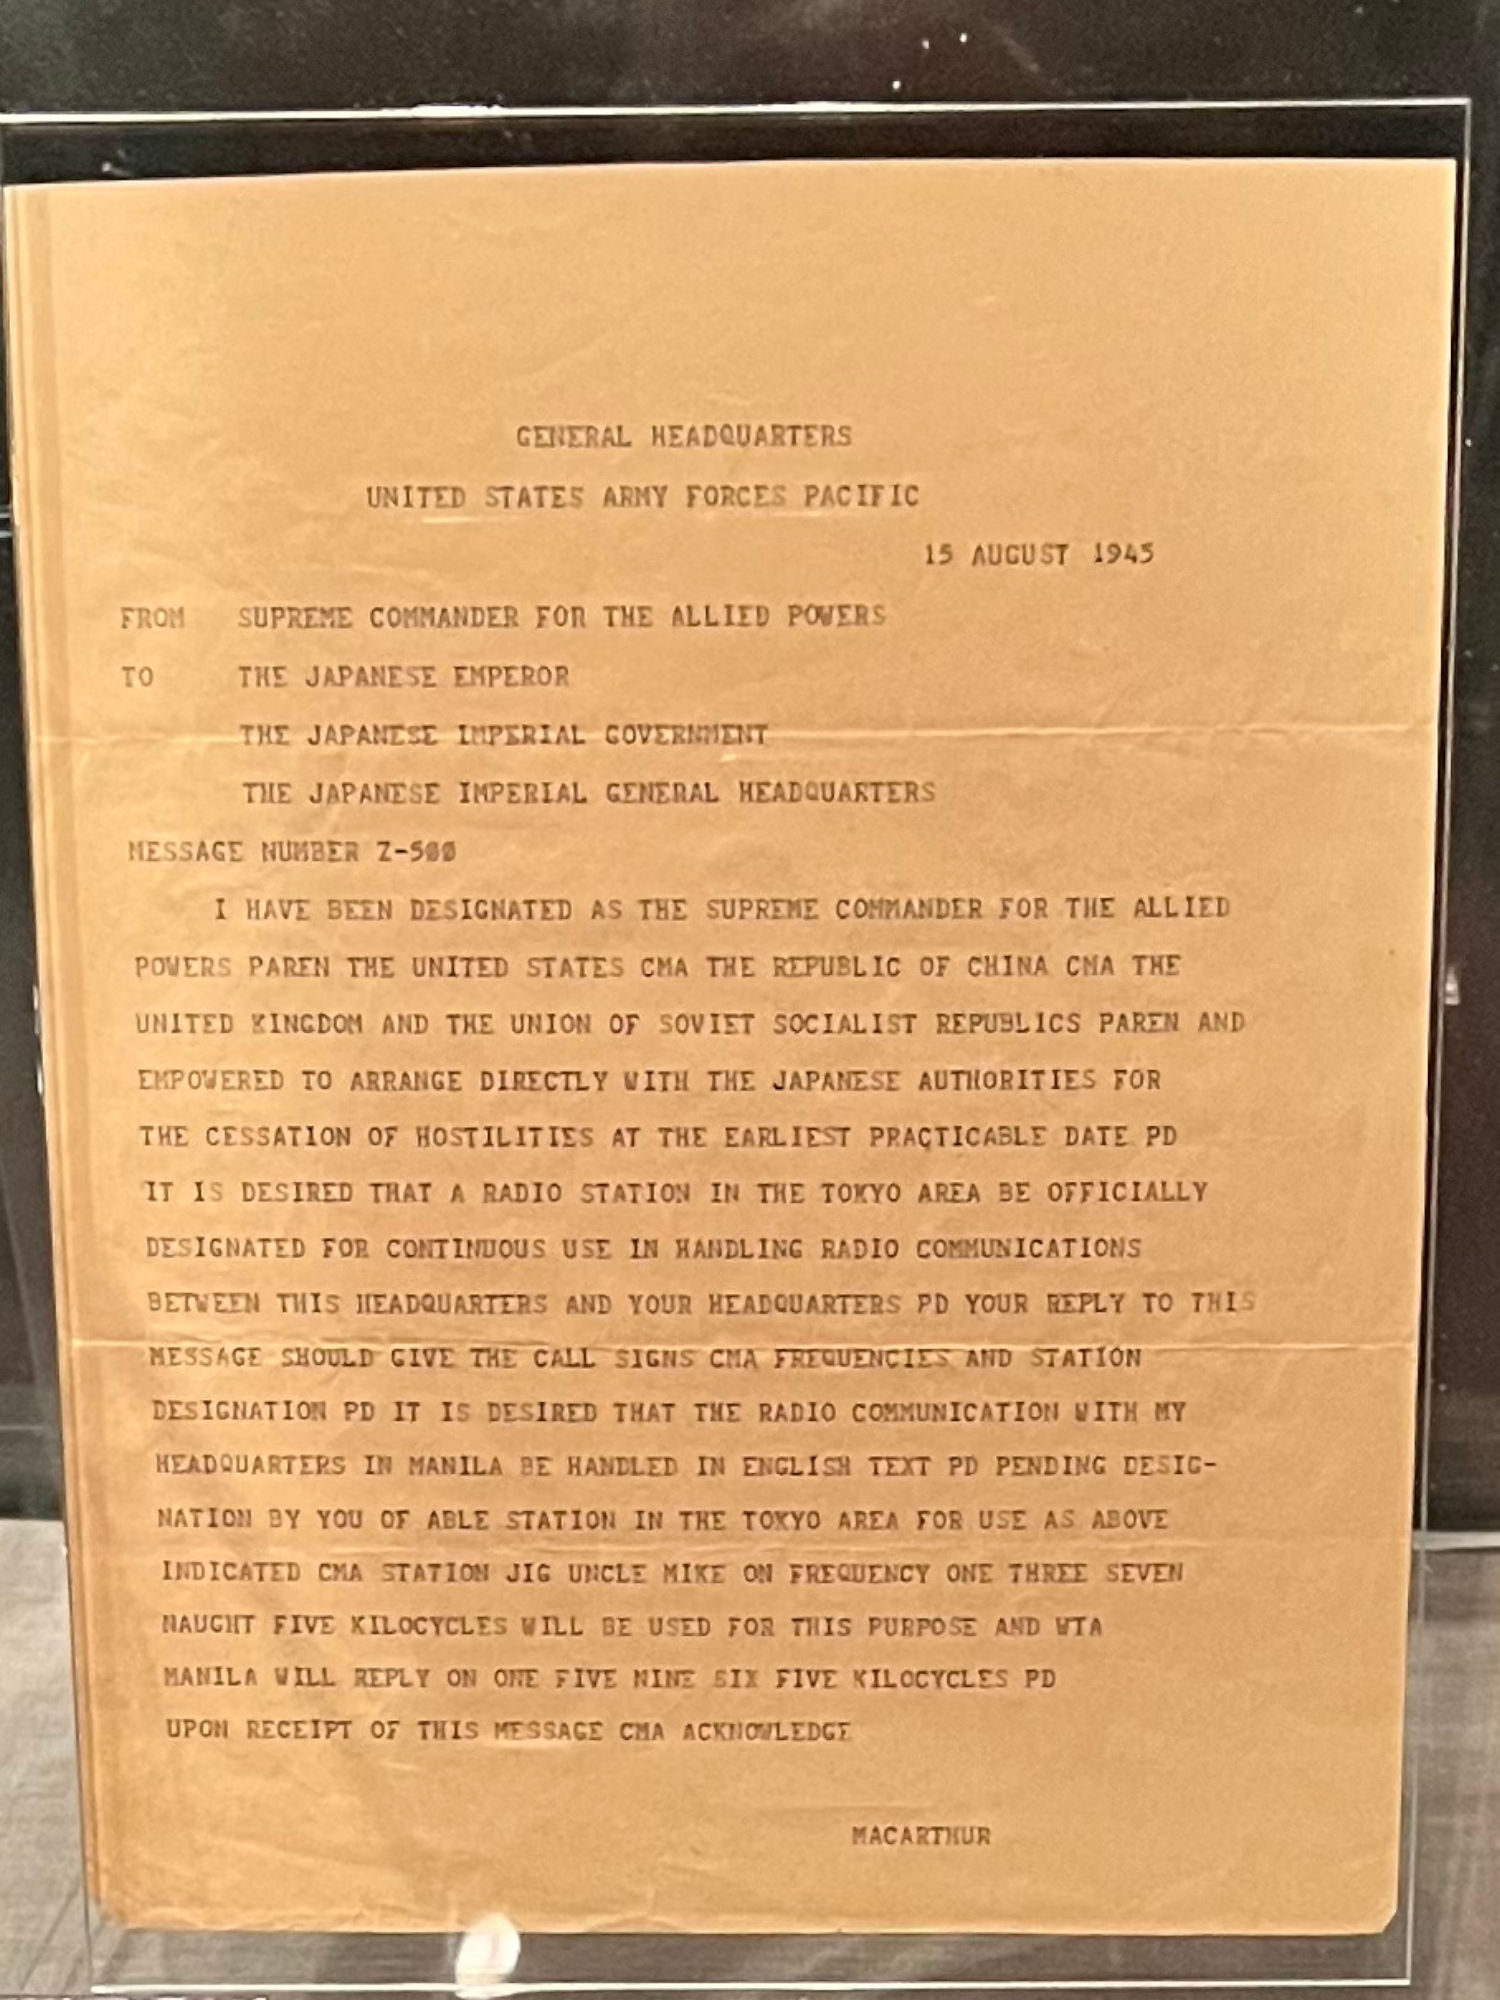 GENERAL HEADQUARTERS
UNITED STATES ARMY FORCES PACIFIC
15 AUGUST 1945
FROM SUPREME COMMANDER FOR THE ALLIED POWERS
TO THE JAPANESE EMPEROR
THE JAPANESE IMPERIAL GOVERNMENT
THE JAPANESE IMPERIAL GENERAL HEADQUARTERS
MESSAGE NUMBER Z-500
I HAVE BEEN DESIGNATED AS THE SUPREME COMMANDER FOR THE ALLIED
POWERS PAREN THE UNITED STATES CMA THE REPUBLIC OF CHINA CMA THE
UNITED KINGDOM AND THE UNION OF SOVIET SOCIALIST REPUBLICS PAREN AND
EMPOWERED TO ARRANGE DIRECTLY WITH THE JAPANESE AUTHORITIES FOR
THE CESSATION OF HOSTILITIES AT THE EARLIEST PRACTICABLE DATE PD
IT IS DESIRED THAT A RADIO STATION IN THE TOKYO AREA BE OFFICIALLY
DESIGNATED FOR CONTINUOUS USE IN HANDLING RADIO COMMUNICATIONS
BETWEEN THIS HEADQUARTERS AND YOUR HEADQUARTERS PD YOUR REPLY TO THIS
MESSAGE SHOULD GIVE THE CALL SIGNS CMA FREQUENCIES AND STATION
DESIGNATION PD IT IS DESIRED THAT THE RADIO COMMUNICATION WITH MY
HEADQUARTERS IN MANILA BE HANDLED IN ENGLISH TEXT PD PENDING DESIG-
NATION BY YOU OF ABLE STATION IN THE TOKYO AREA FOR USE AS ABOVE
INDICATED CMA STATION JIG UNCLE MIKE ON FREQUENCY ONE THREE SEVEN
NAUGHT FIVE KILOCYCLES WILL BE USED FOR THIS PURPOSE AND WTA
MANILA WILL REPLY ON ONE FIVE NINE SIX FIVE KILOCYCLES PD
UPON RECEIPT OF THIS MESSAGE CMA ACKNOWLEDGE
MACARTHUR